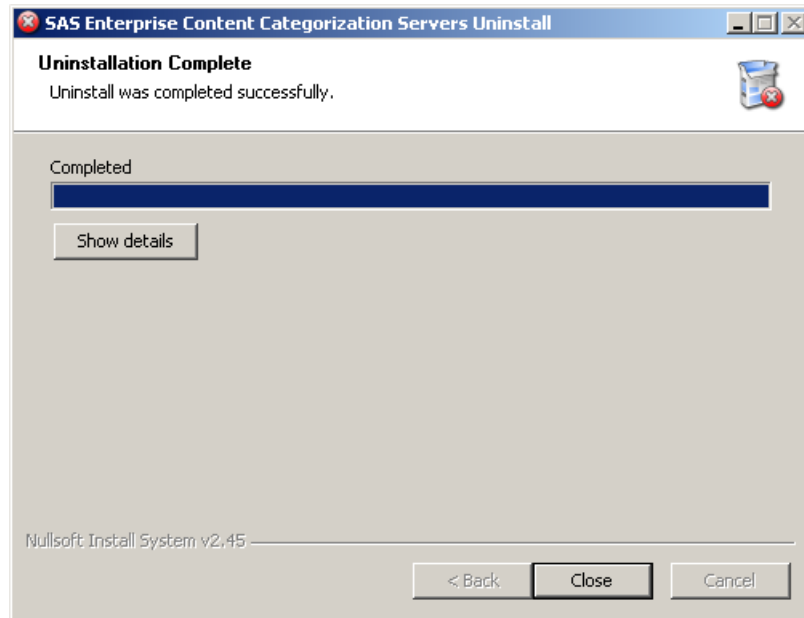 SAS Enterprise Content Categorization Servers Uninstall
Uninstallation Complete
Uninstall was completed successfully.
Completed
Show details
Nullsoft Install System v2.45
< Back Close Cancel